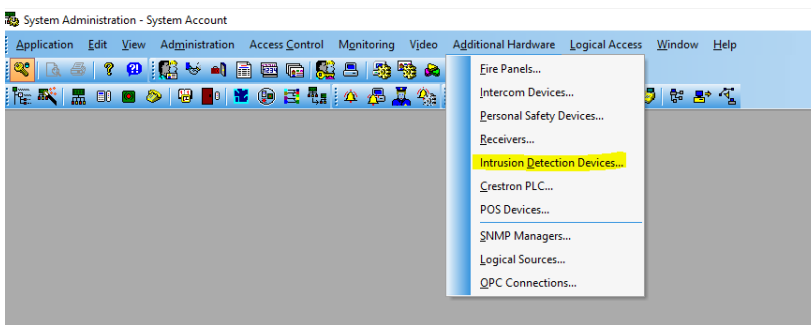 System Administration - System Account
Application Edit View Administration Access Control Monitoring Video Additional Hardware Logical Access Window Help
Fire Panels...
Intercom Devices...
Personal Safety Devices...
Receivers...
Intrusion Detection Devices...
Crestron PLC...
POS Devices...
SNMP Managers...
Logical Sources...
OPC Connections...